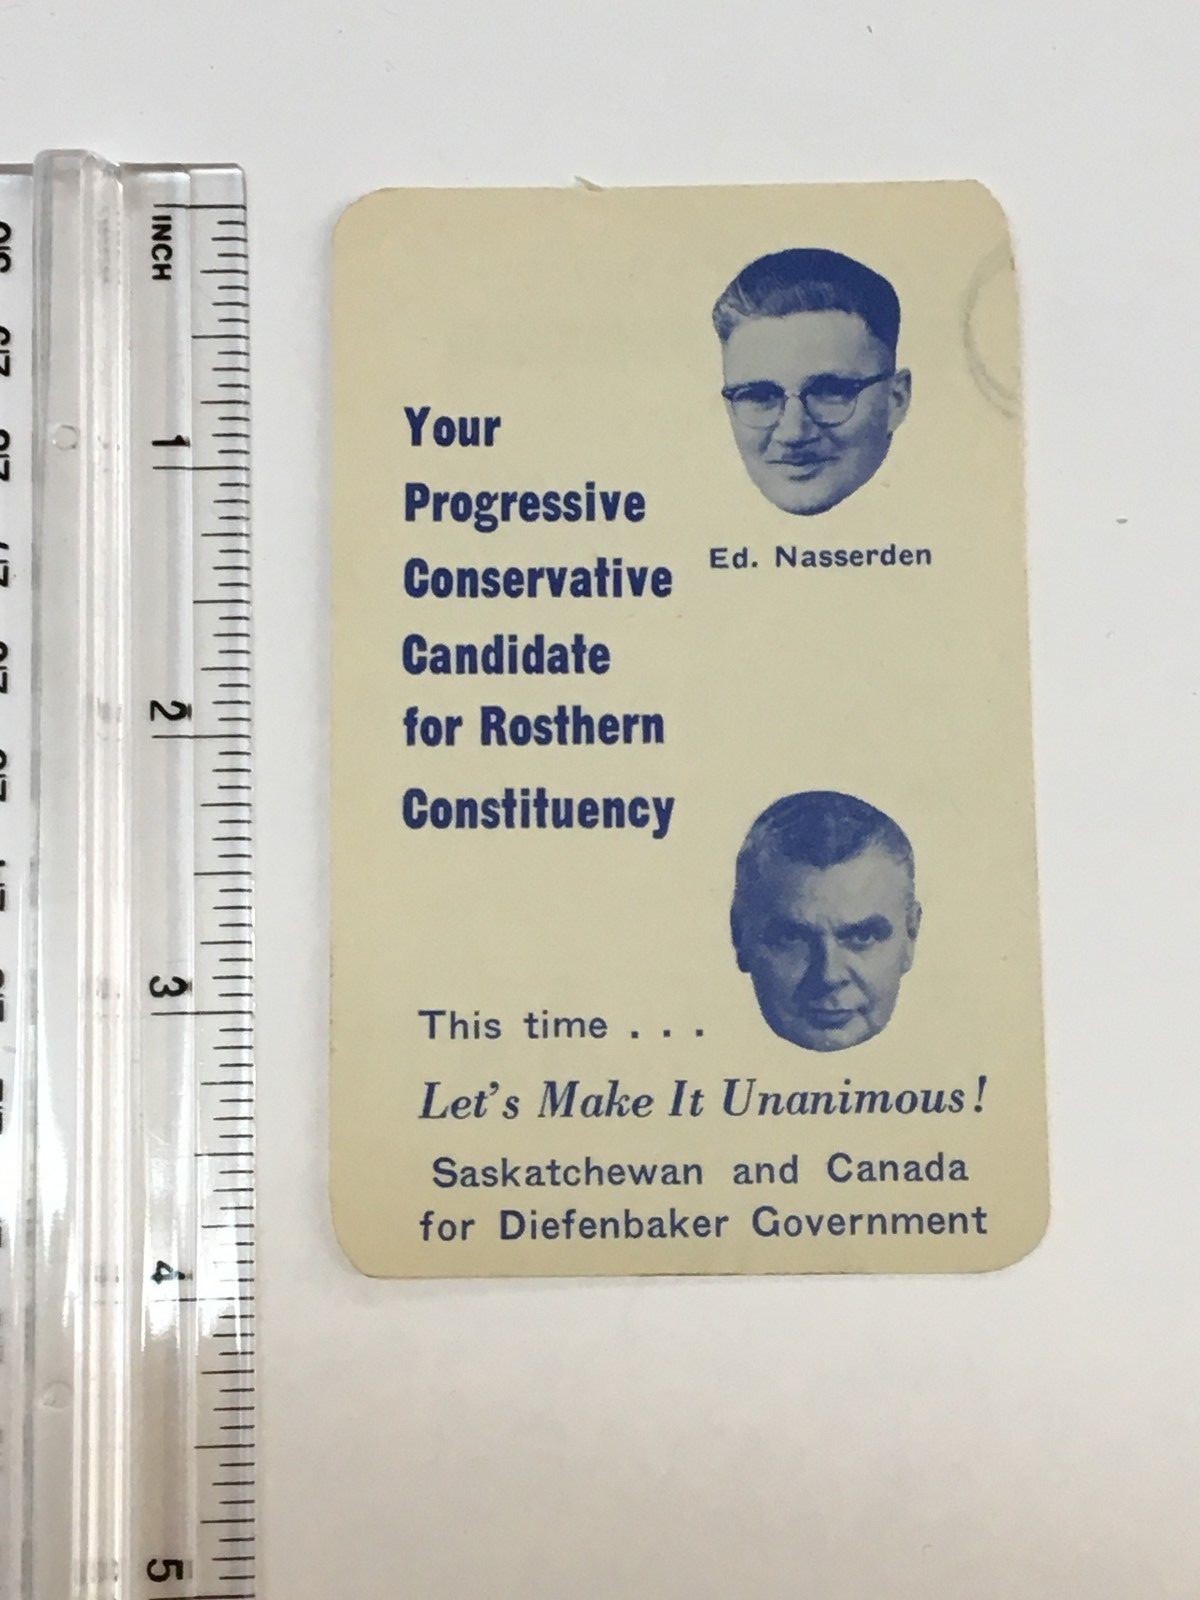 INCH
1
2
3
4
5
Your
Progressive
Conservative
Candidate
for Rosthern
Constituency
Ed. Nasserden
This time . . .
Let's Make It Unanimous!
Saskatchewan and Canada
for Diefenbaker Government